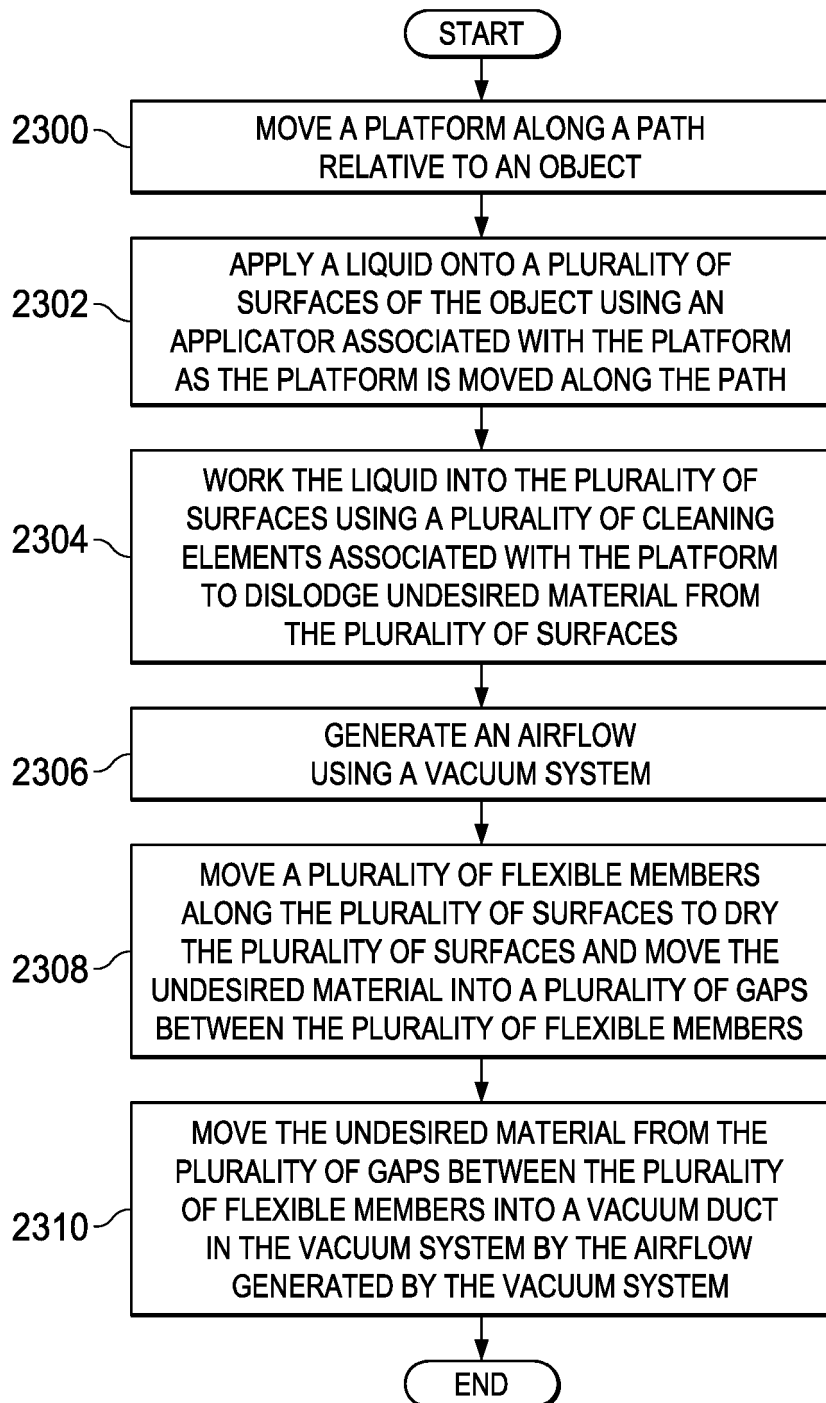 START
2300
MOVE A PLATFORM ALONG A PATH
RELATIVE TO AN OBJECT
2302
APPLY A LIQUID ONTO A PLURALITY OF
SURFACES OF THE OBJECT USING AN
APPLICATOR ASSOCIATED WITH THE PLATFORM
AS THE PLATFORM IS MOVED ALONG THE PATH
2304
WORK THE LIQUID INTO THE PLURALITY OF
SURFACES USING A PLURALITY OF CLEANING
ELEMENTS ASSOCIATED WITH THE PLATFORM
TO DISLODGE UNDESIRED MATERIAL FROM
THE PLURALITY OF SURFACES
2306
GENERATE AN AIRFLOW
USING A VACUUM SYSTEM
2308
MOVE A PLURALITY OF FLEXIBLE MEMBERS
ALONG THE PLURALITY OF SURFACES TO DRY
THE PLURALITY OF SURFACES AND MOVE THE
UNDESIRED MATERIAL INTO A PLURALITY OF GAPS
BETWEEN THE PLURALITY OF FLEXIBLE MEMBERS
2310
MOVE THE UNDESIRED MATERIAL FROM THE
PLURALITY OF GAPS BETWEEN THE PLURALITY
OF FLEXIBLE MEMBERS INTO A VACUUM DUCT
IN THE VACUUM SYSTEM BY THE AIRFLOW
GENERATED BY THE VACUUM SYSTEM
END